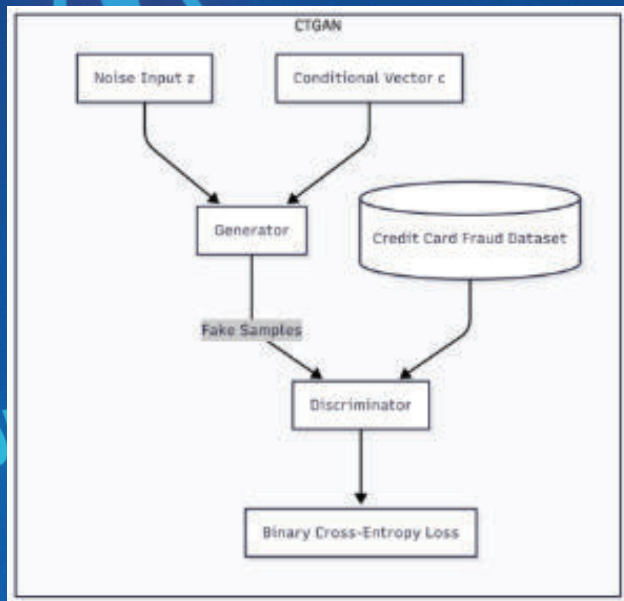 CTGAN
Noise Input z
Conditional Vector c
Generator
Credit Card Fraud Dataset
Fake Samples
Discriminator
Binary Cross-Entropy Loss